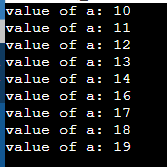 value of a: 10
value of a: 11
value of a: 12
value of a: 13
value of a: 14
value of a: 16
value of a: 17
value of a: 18
value of a: 19